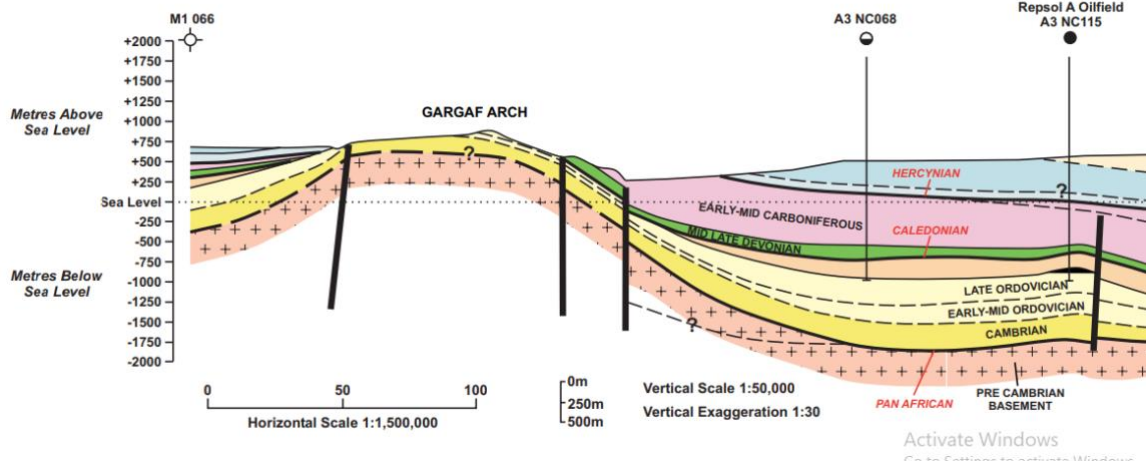 Repsol A Oilfield
M1 066
A3 NC068
A3 NC115
+2000
+1750
+1500
+1250
+1000
+750
+500
+250
Sea Level
-250
-500
-750
-1000
-1250
-1500
-1750
-2000
Metres Above
Sea Level
Metres Below
Sea Level
GARGAF ARCH
?
HERCYNIAN
?
EARLY-MID CARBONIFEROUS
CALEDONIAN
MID LATE DEVONIAN
LATE ORDOVICIAN
EARLY-MID ORDOVICIAN
?
CAMBRIAN
PAN AFRICAN
PRE CAMBRIAN
BASEMENT
0 50 100
Horizontal Scale 1:1,500,000
0m
250m
500m
Vertical Scale 1:50,000
Vertical Exaggeration 1:30
Activate Windows